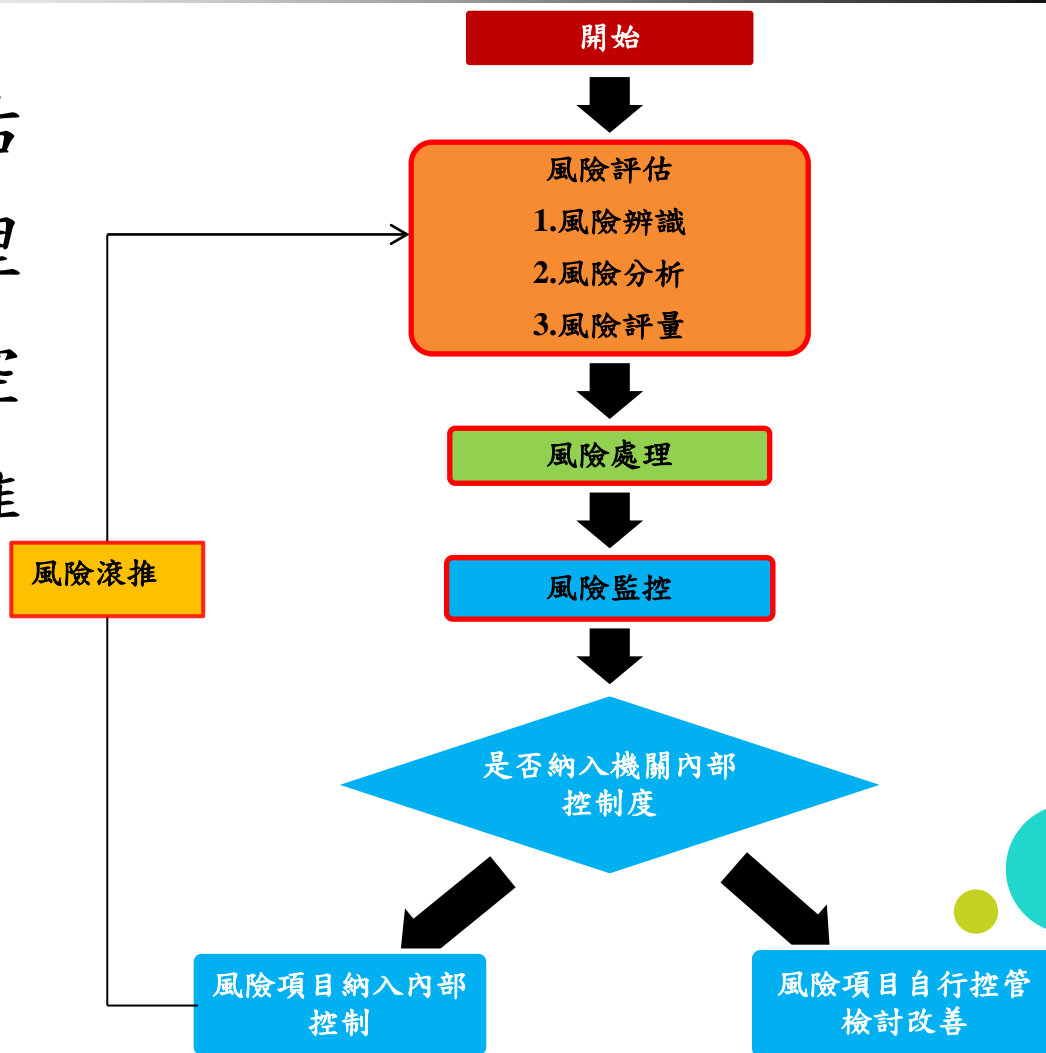 開始
風險評估
1.風險辨識
2.風險分析
3.風險評量
風險處理
風險滾推
風險監控
是否納入機關內部
控制度
風險項目納入內部
控制
風險項目自行控管
檢討改善